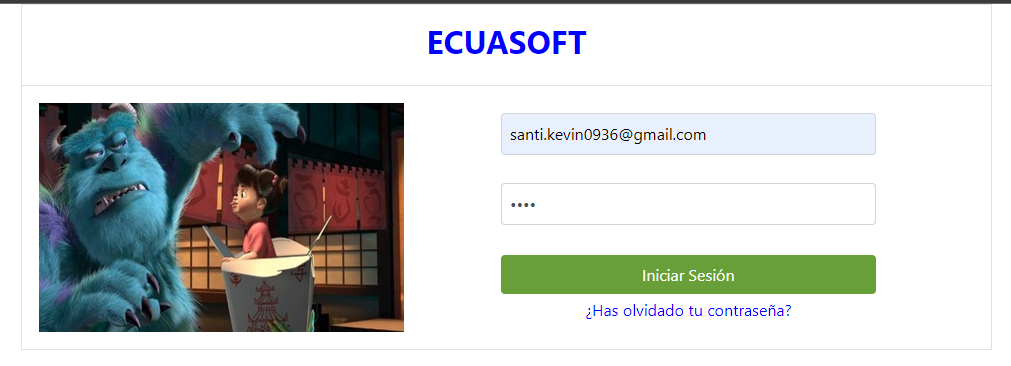 ECUASOFT
santi.kevin0936@gmail.com
••••
Iniciar Sesión
¿Has olvidado tu contraseña?